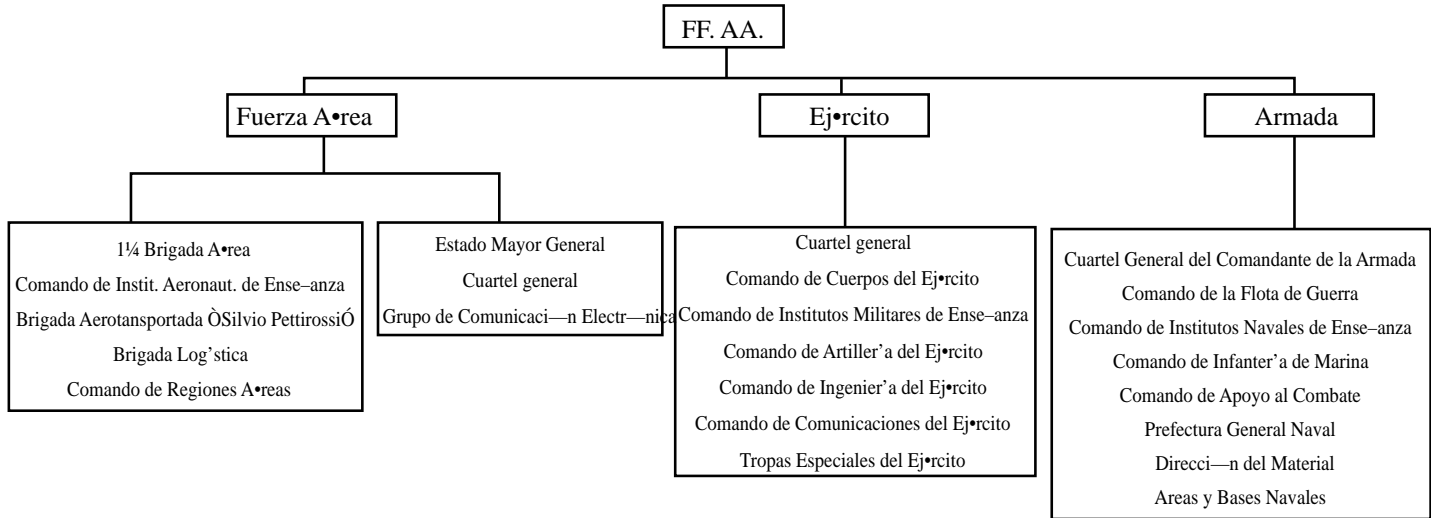 FF. AA.
Fuerza A•rea
Ej•rcito
Armada
1¼ Brigada A•rea
Comando de Instit. Aeronaut. de Ense–anza
Brigada Aerotansportada ÒSilvio PettirossiÓ
Brigada Log’stica
Comando de Regiones A•reas
Estado Mayor General
Cuartel general
Grupo de Comunicaci—n Electr—nica
Cuartel general
Comando de Cuerpos del Ej•rcito
Comando de Institutos Militares de Ense–anza
Comando de Artiller’a del Ej•rcito
Comando de Ingenier’a del Ej•rcito
Comando de Comunicaciones del Ej•rcito
Tropas Especiales del Ej•rcito
Cuartel General del Comandante de la Armada
Comando de la Flota de Guerra
Comando de Institutos Navales de Ense–anza
Comando de Infanter’a de Marina
Comando de Apoyo al Combate
Prefectura General Naval
Direcci—n del Material
Areas y Bases Navales